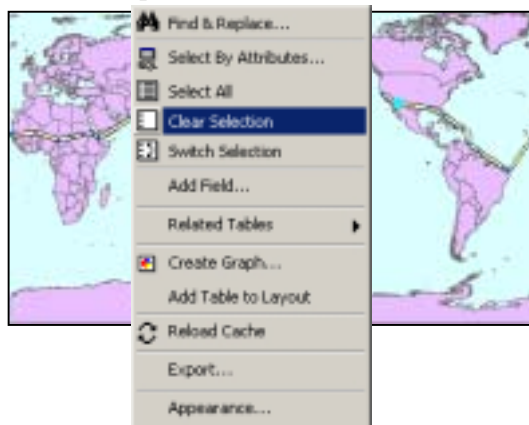 Find & Replace...
Select By Attributes...
Select All
Clear Selection
Switch Selection
Add Field...
Related Tables
Create Graph...
Add Table to Layout
Reload Cache
Export...
Appearance...